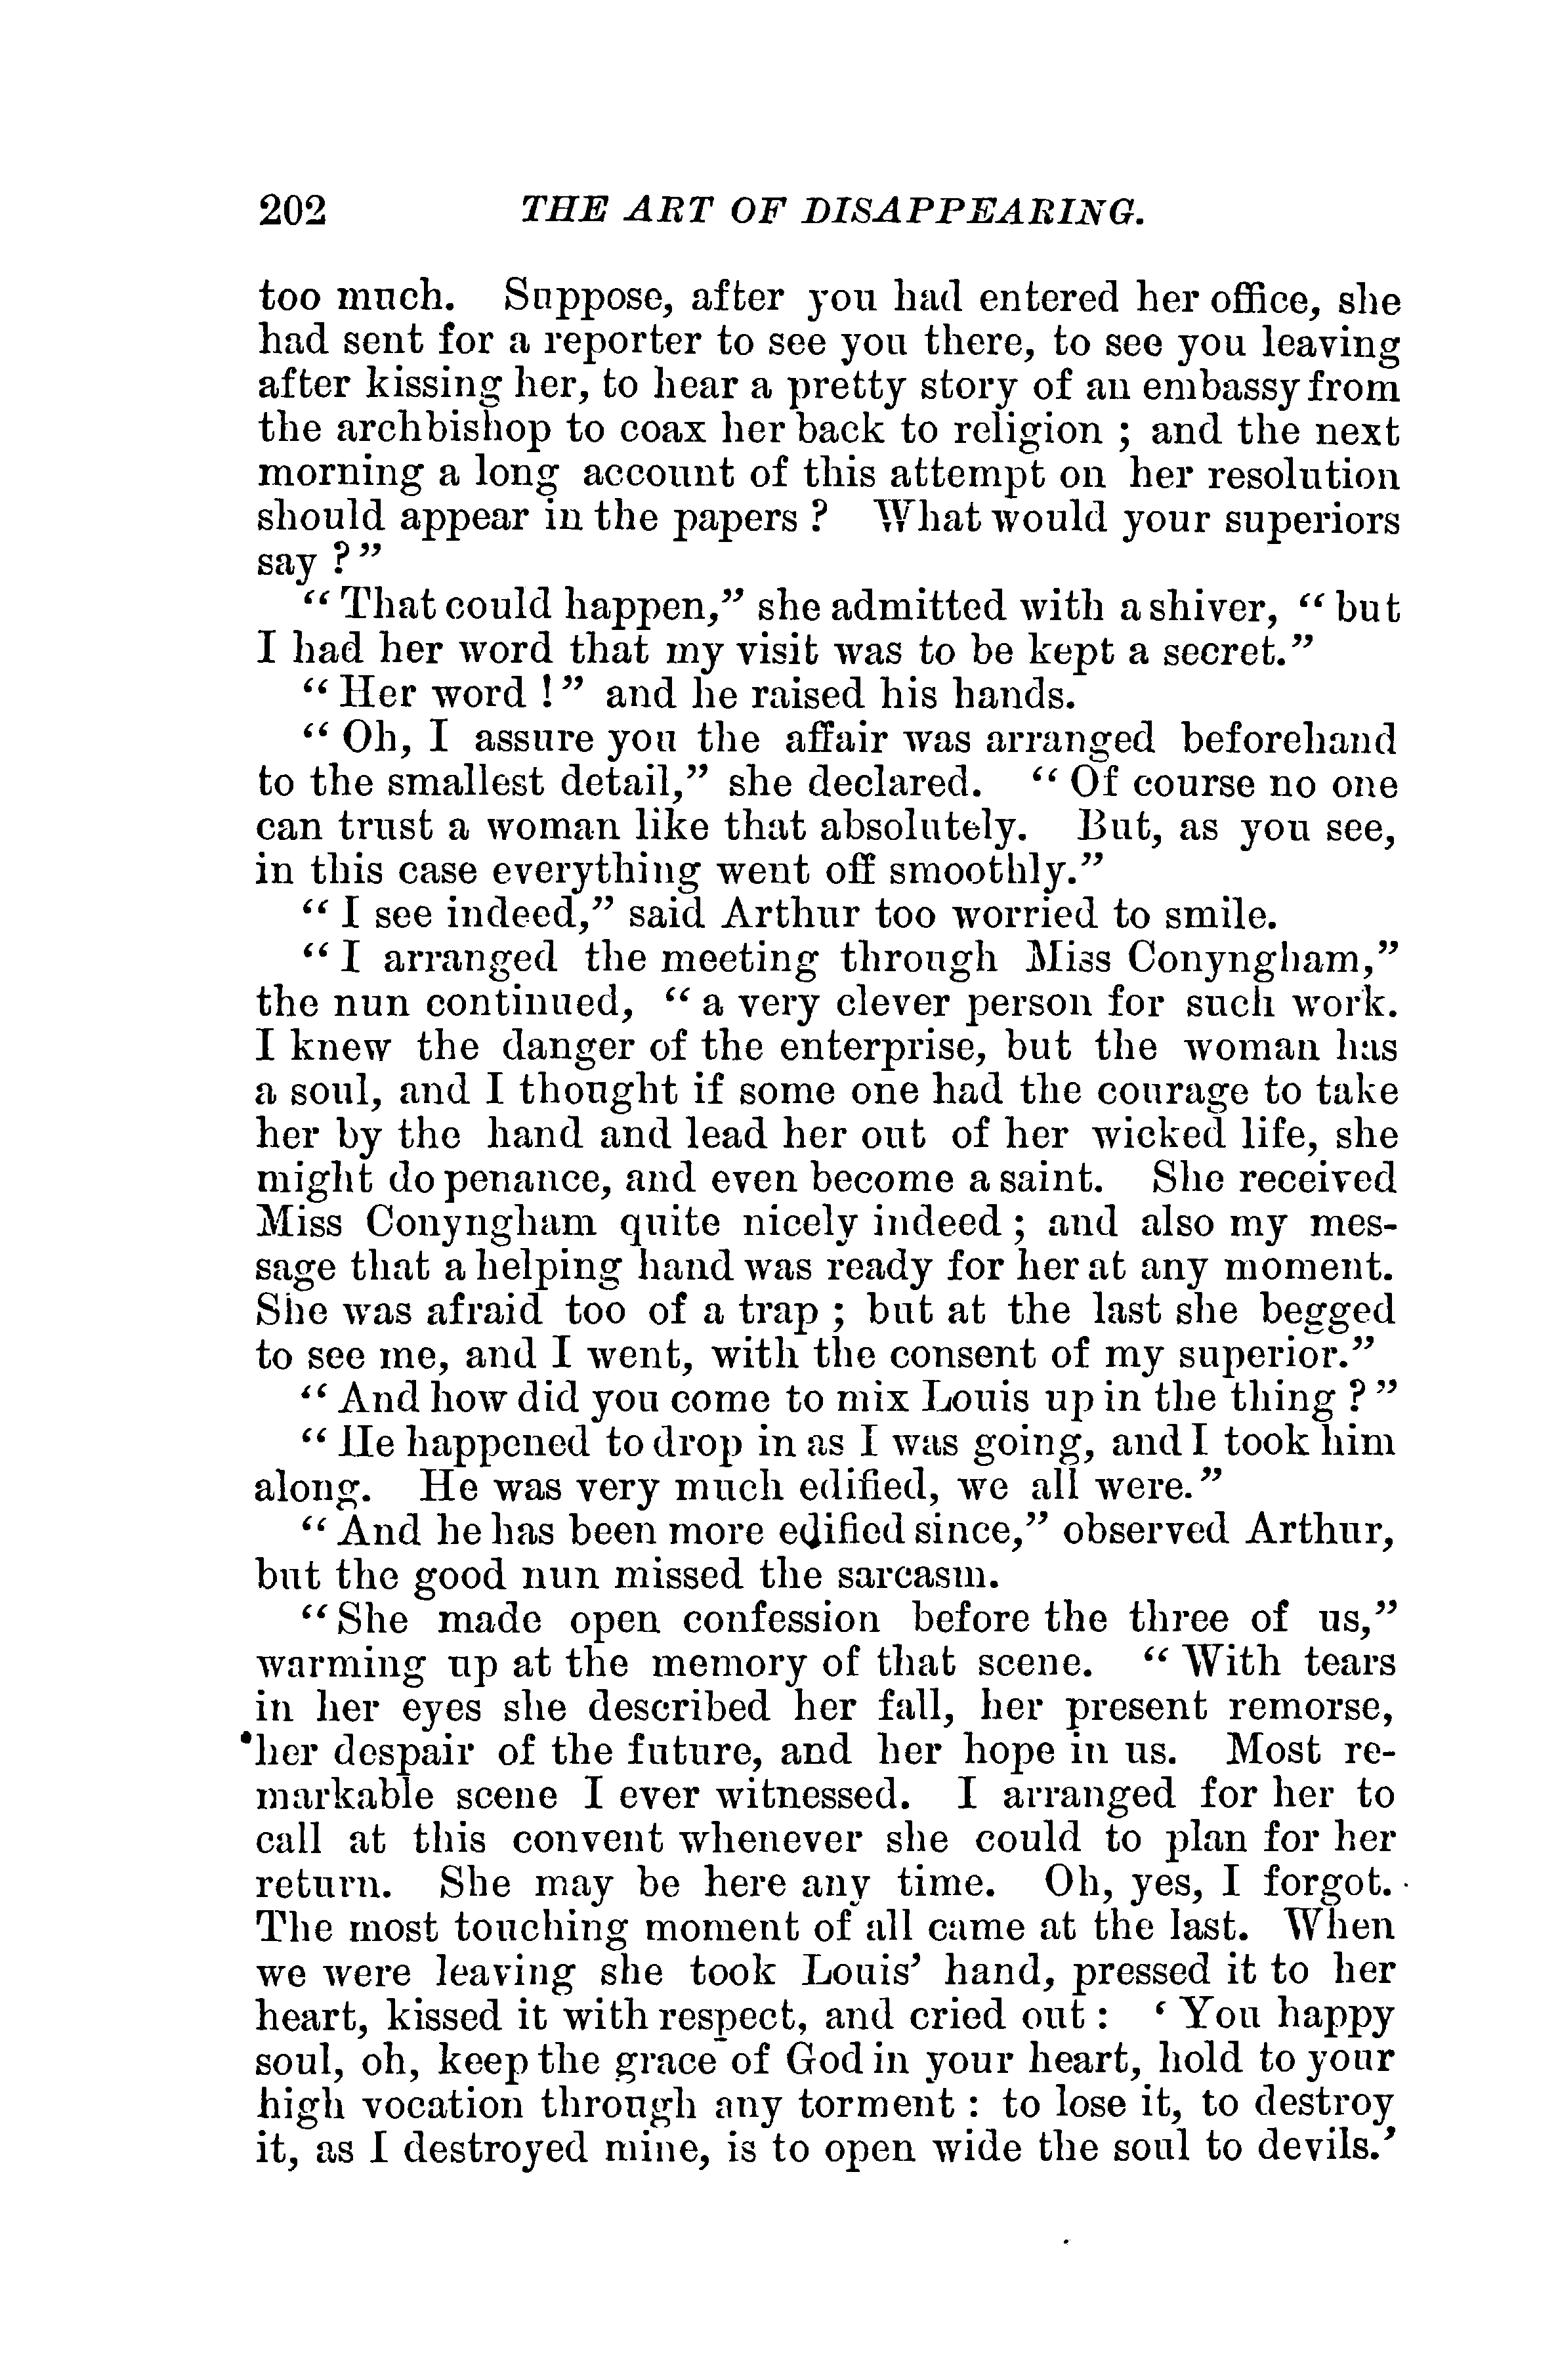 202 THE ART OF DISAPPEARING.
too much. Suppose, after you had entered her office, she
had sent for a reporter to see you there, to see you leaving
after kissing her, to hear a pretty story of an embassy from
the archbishop to coax her back to religion ; and the next
morning a long account of this attempt on her resolution
should appear in the papers ? What would your superiors
say ?”
“ That could happen,” she admitted with a shiver, “ but
I had her word that my visit was to be kept a secret.”
“ Her word !” and he raised his hands.
“ Oh, I assure you the affair was arranged beforehand
to the smallest detail,” she declared. “ Of course no one
can trust a woman like that absolutely. But, as you see,
in this case everything went off smoothly.”
“ I see indeed,” said Arthur too worried to smile.
“ I arranged the meeting through Miss Conyngham,”
the nun continued, “ a very clever person for such work.
I knew the danger of the enterprise, but the woman has
a soul, and I thought if some one had the courage to take
her by the hand and lead her out of her wicked life, she
might do penance, and even become a saint. She received
Miss Conyngham quite nicely indeed ; and also my mes-
sage that a helping hand was ready for her at any moment.
She was afraid too of a trap ; but at the last she begged
to see me, and I went, with the consent of my superior.”
“ And how did you come to mix Louis up in the thing ? ”
“ He happened to drop in as I was going, and I took him
along. He was very much edified, we all were.”
“ And he has been more edified since,” observed Arthur,
but the good nun missed the sarcasm.
“ She made open confession before the three of us,”
warming up at the memory of that scene. “ With tears
in her eyes she described her fall, her present remorse,
her despair of the future, and her hope in us. Most re-
markable scene I ever witnessed. I arranged for her to
call at this convent whenever she could to plan for her
return. She may be here any time. Oh, yes, I forgot.
The most touching moment of all came at the last. When
we were leaving she took Louis’ hand, pressed it to her
heart, kissed it with respect, and cried out : ‘ You happy
soul, oh, keep the grace of God in your heart, hold to your
high vocation through any torment : to lose it, to destroy
it, as I destroyed mine, is to open wide the soul to devils.’